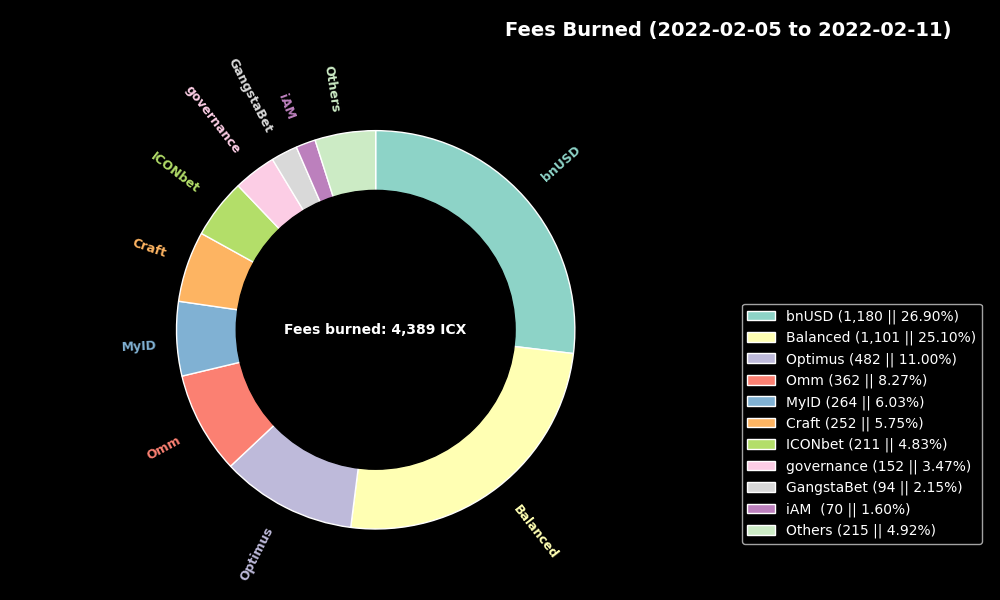 Fees Burned (2022-02-05 to 2022-02-11)
Others
iAM
GangstaBet
governance
ICONbet
Craft
MyID
Omm
Optimus
Balanced
bnUSD
Fees burned: 4,389 ICX
bnUSD (1,180 || 26.90%)
Balanced (1,101 || 25.10%)
Optimus (482 || 11.00%)
Omm (362 || 8.27%)
MyID (264 || 6.03%)
Craft (252 || 5.75%)
ICONbet (211 || 4.83%)
governance (152 || 3.47%)
GangstaBet (94 || 2.15%)
iAM  (70 || 1.60%)
Others (215 || 4.92%)